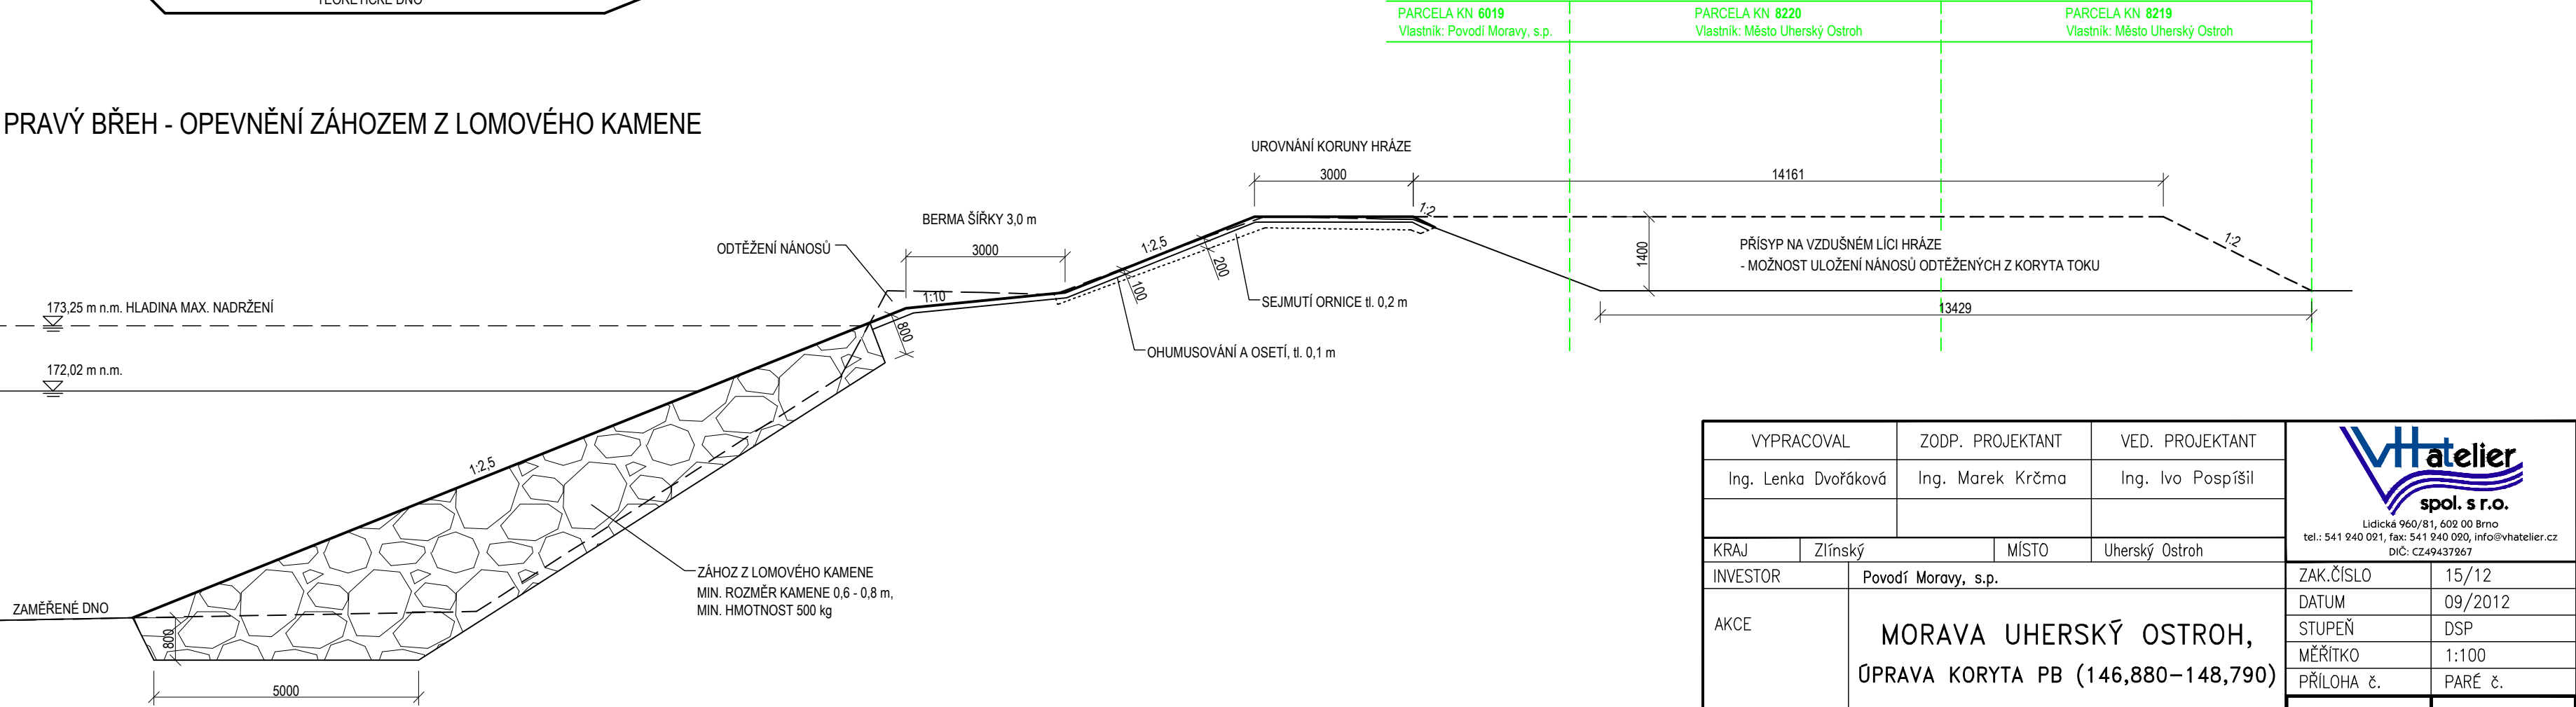 TEORETICKÉ DNO
PARCELA KN 6019
Vlastník: Povodí Moravy, s.p.
PARCELA KN 8220
Vlastník: Město Uherský Ostroh
PARCELA KN 8219
Vlastník: Město Uherský Ostroh
PRAVÝ BŘEH - OPEVNĚNÍ ZÁHOZEM Z LOMOVÉHO KAMENE
UROVNÁNÍ KORUNY HRÁZE
3000
14161
BERMA ŠÍŘKY 3,0 m
1:2
ODTĚŽENÍ NÁNOSŮ
3000
1:2,5
200
1400
PŘÍSYP NA VZDUŠNÉM LÍCI HRÁZE
- MOŽNOST ULOŽENÍ NÁNOSŮ ODTĚŽENÝCH Z KORYTA TOKU
1:2
1:10
100
SEJMUTÍ ORNICE tl. 0,2 m
173,25 m n.m. HLADINA MAX. NADRŽENÍ
800
13429
OHUMUSOVÁNÍ A OSETÍ, tl. 0,1 m
172,02 m n.m.
1:2,5
ZÁHOZ Z LOMOVÉHO KAMENE
MIN. ROZMĚR KAMENE 0,6 - 0,8 m,
MIN. HMOTNOST 500 kg
ZAMĚŘENÉ DNO
800
5000
VYPRACOVAL
ZODP. PROJEKTANT
VED. PROJEKTANT
Ing. Lenka Dvořáková
Ing. Marek Krčma
Ing. Ivo Pospíšil
VHatelier
spol. s r.o.
Lidická 960/81, 602 00 Brno
tel.: 541 240 021, fax: 541 240 020, info@vhatelier.cz
DIČ: CZ49437267
KRAJ
Zlínský
MÍSTO
Uherský Ostroh
INVESTOR
Povodí Moravy, s.p.
ZAK.ČÍSLO
15/12
DATUM
09/2012
AKCE
MORAVA UHERSKÝ OSTROH,
ÚPRAVA KORYTA PB (146,880-148,790)
STUPEŇ
DSP
MĚŘÍTKO
1:100
PŘÍLOHA č.
PARÉ č.